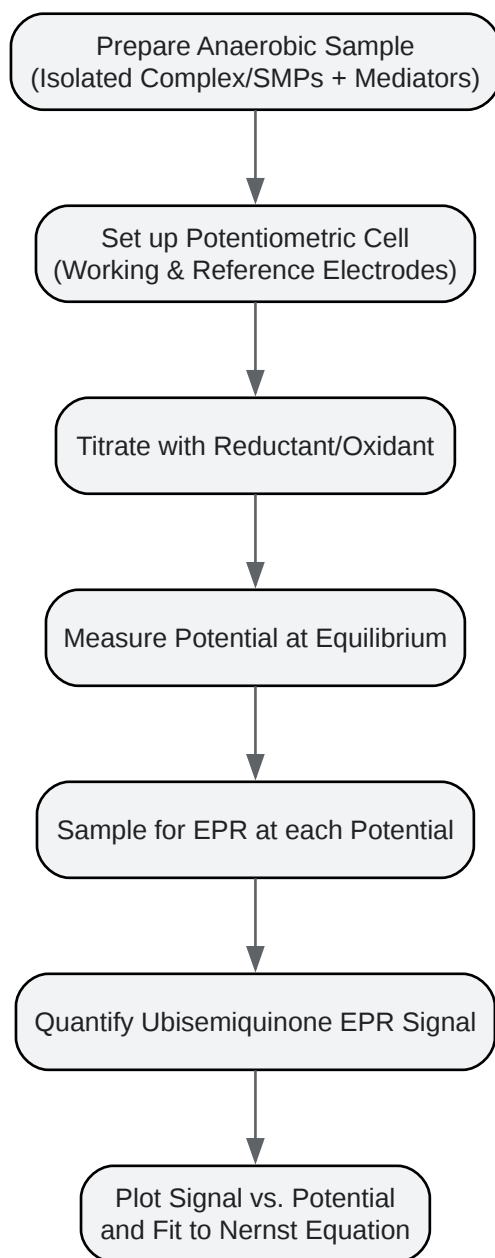 Prepare Anaerobic Sample
(Isolated Complex/SMPs + Mediators)
Set up Potentiometric Cell
(Working & Reference Electrodes)
Titrate with Reductant/Oxidant
Measure Potential at Equilibrium
Sample for EPR at each Potential
Quantify Ubisemiquinone EPR Signal
Plot Signal vs. Potential
and Fit to Nernst Equation